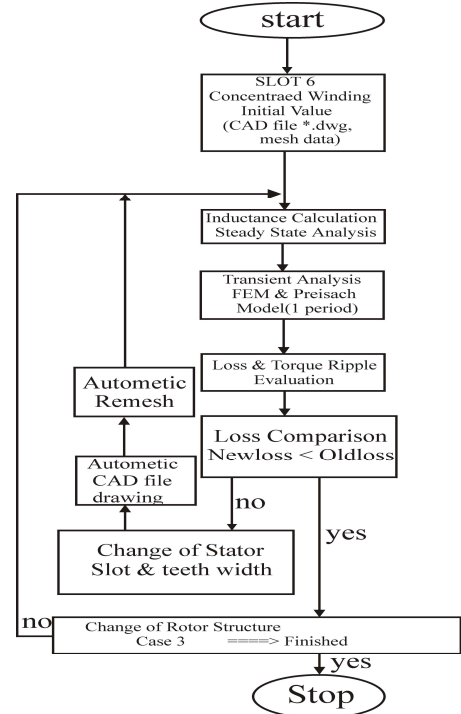 start
SLOT 6
Concentraed Winding
Initial Value
(CAD file *.dwg,
mesh data)
Inductance Calculation
Steady State Analysis
Transient Analysis
FEM & Preisach
Model(1 period)
Loss & Torque Ripple
Evaluation
Autometic
Remesh
Loss Comparison
Newloss < Oldloss
Autometic
CAD file
drawing
no
yes
Change of Stator
Slot & teeth width
no
Change of Rotor Structure
Case 3 ====> Finished
yes
Stop